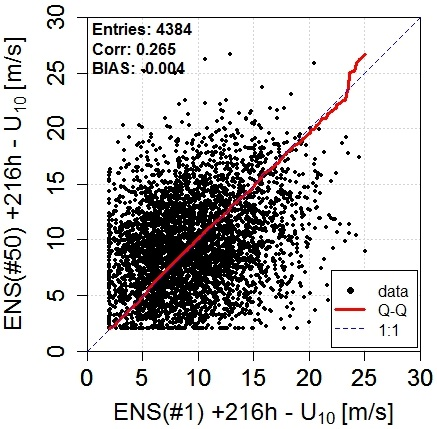 Entries: 4384
Corr: 0.265
BIAS: -0.004
ENS(#50) +216h - U10 [m/s]
30
25
20
15
10
5
0
data
Q-Q
1:1
0 5 10 15 20 25 30
ENS(#1) +216h - U10 [m/s]